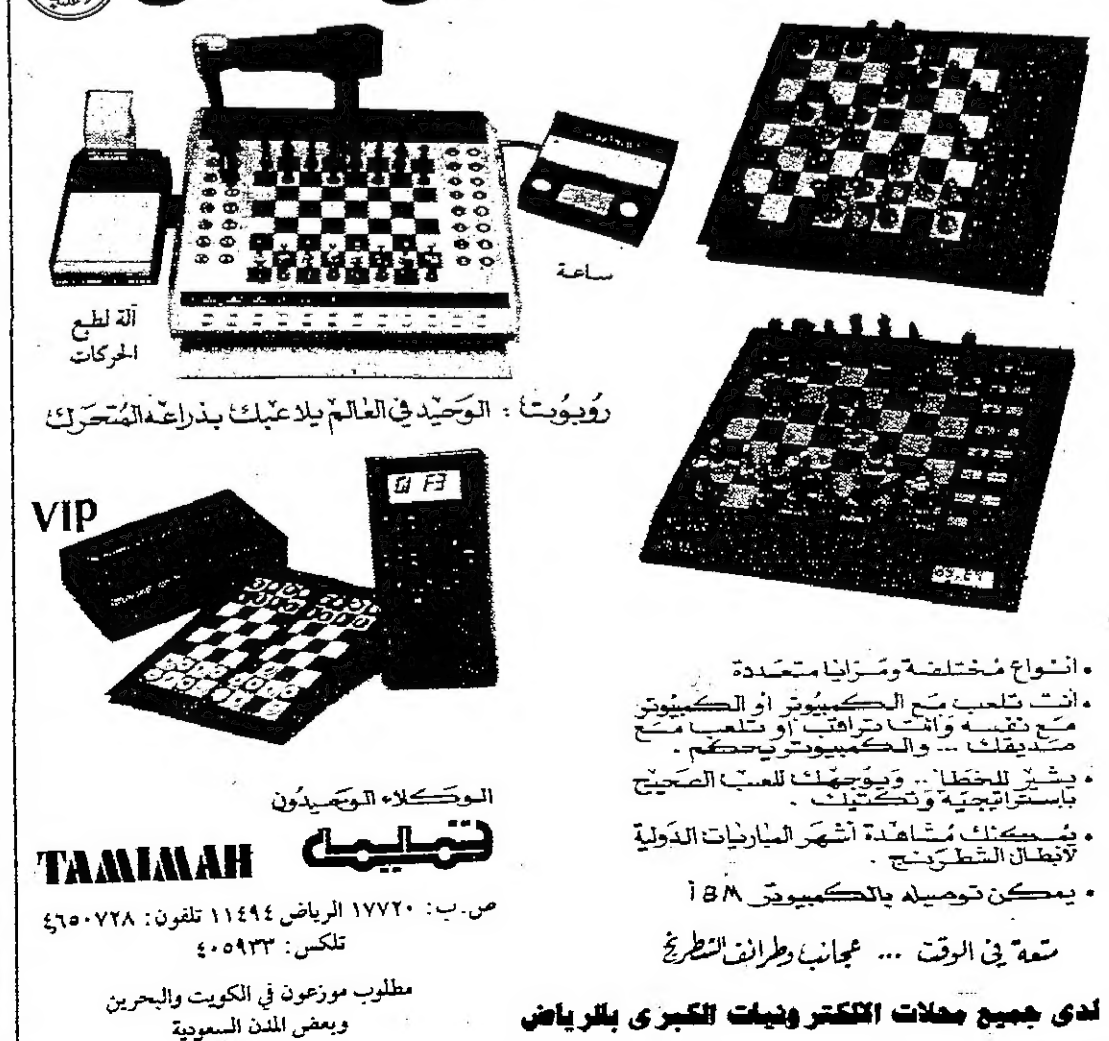 ساعة
آلة لطبع
الحركات
روبوت : الوحيد في العالم يلاعبك بذراعه المتحرك
VIP
Q F3
• أنواع مختلفة ومزايا متعددة
• أنت تلعب مع الكمبيوتر أو الكمبيوتر
مع نفسه وأنت تراقب أو تلعب مع
صديقك ... والكمبيوتر يحكم .
• يشير للخطأ .. ويوجهك للعب الصحيح
باستراتيجية وتكتيك .
• يمكنك مشاهدة أشهر المباريات الدولية
لأبطال الشطرنج .
• يمكن توصيله بالكمبيوتر IBM
متعة في الوقت ... عجائب وطرائف الشطرنج
لدى جميع محلات الالكترونيات الكبرى بالرياض
الوكلاء الوحيدون
TAMIMAH تميمة
ص.ب: ١٧٧٢٠ الرياض ١١٤٩٤ تلفون: ٤٦٥٠٧٢٨
تلكس: ٤٠٥٩٣٣
مطلوب موزعون في الكويت والبحرين
وبعض المدن السعودية